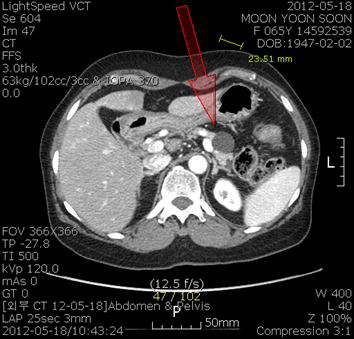 LightSpeed VCT
Se 604
Im 47
CT
FFS
3.0thk
63kg/102cc/3cc & IOPA 370
0.0
2012-05-18
MOON YOON SOON
F 065Y 14592539
DOB:1947-02-02
23.51 mm
L
FOV 366X366
TP -27.8
TI 500
kVp 120.0
mAs 0
GT 0
(12.5 f/s)
47 / 102
P
[외부 CT 12-05-18]Abdomen & Pelvis
LAP 25sec 3mm
2012-05-18/10:43:24
50mm
W 400
L 40
Z 100%
Compression 3:1